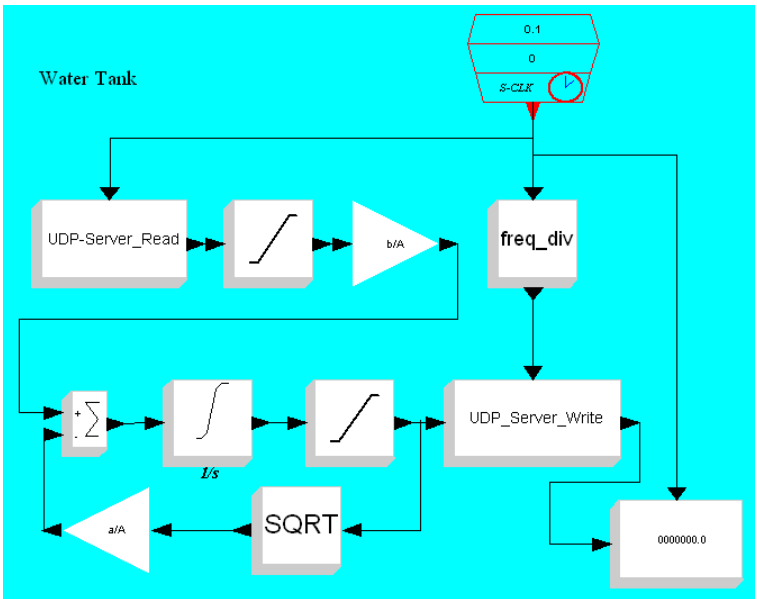 0.1
0
S-CLK
Water Tank
UDP-Server_Read
b/A
freq_div
+
-
Σ
∫
1/s
UDP_Server_Write
a/A
SQRT
0000000.0